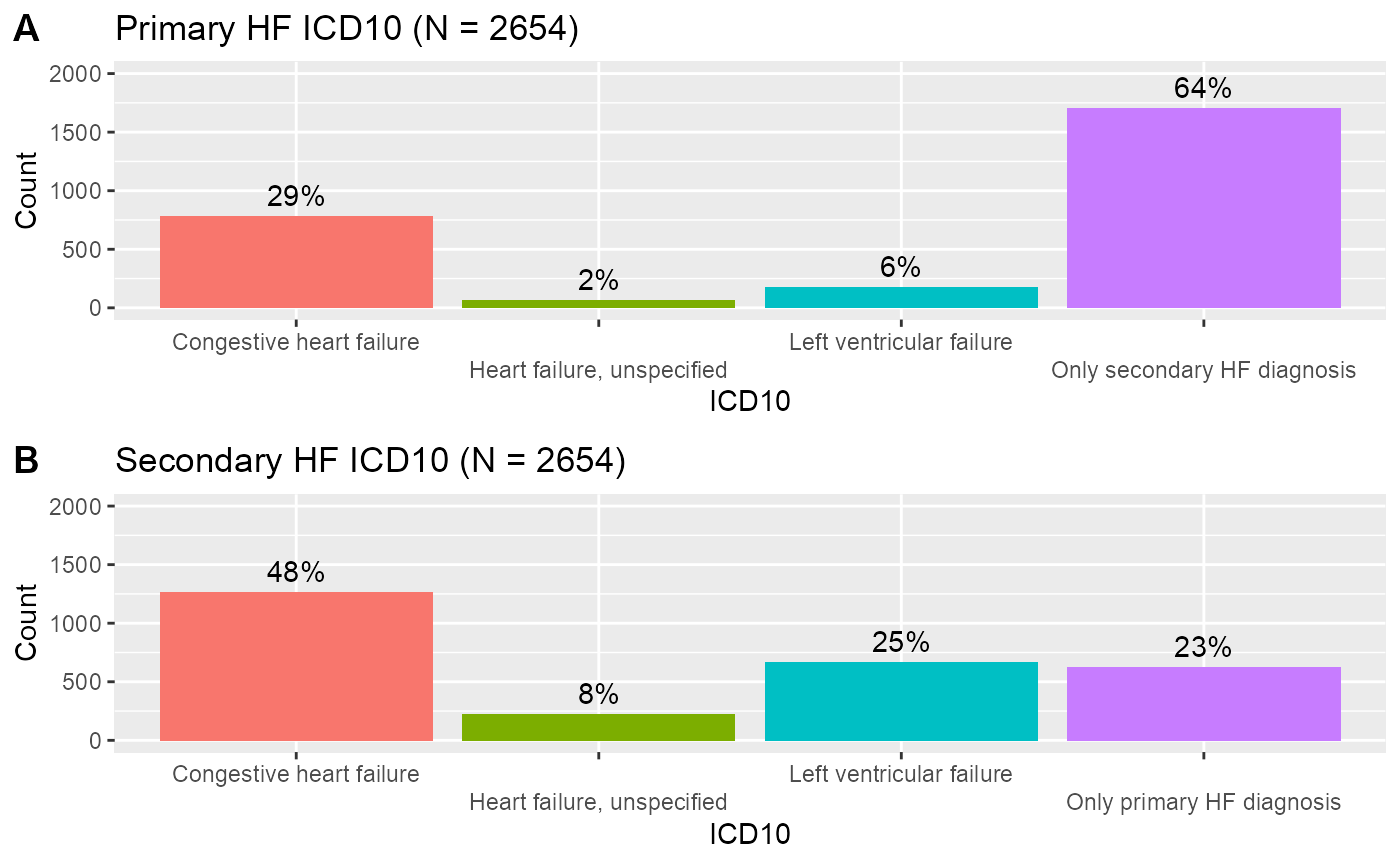 A Primary HF ICD10 (N = 2654)
Count
2000
1500
1000
500
0
29%
2%
6%
64%
Congestive heart failure
Heart failure, unspecified
Left ventricular failure
Only secondary HF diagnosis
ICD10
B Secondary HF ICD10 (N = 2654)
Count
2000
1500
1000
500
0
48%
8%
25%
23%
Congestive heart failure
Heart failure, unspecified
Left ventricular failure
Only primary HF diagnosis
ICD10